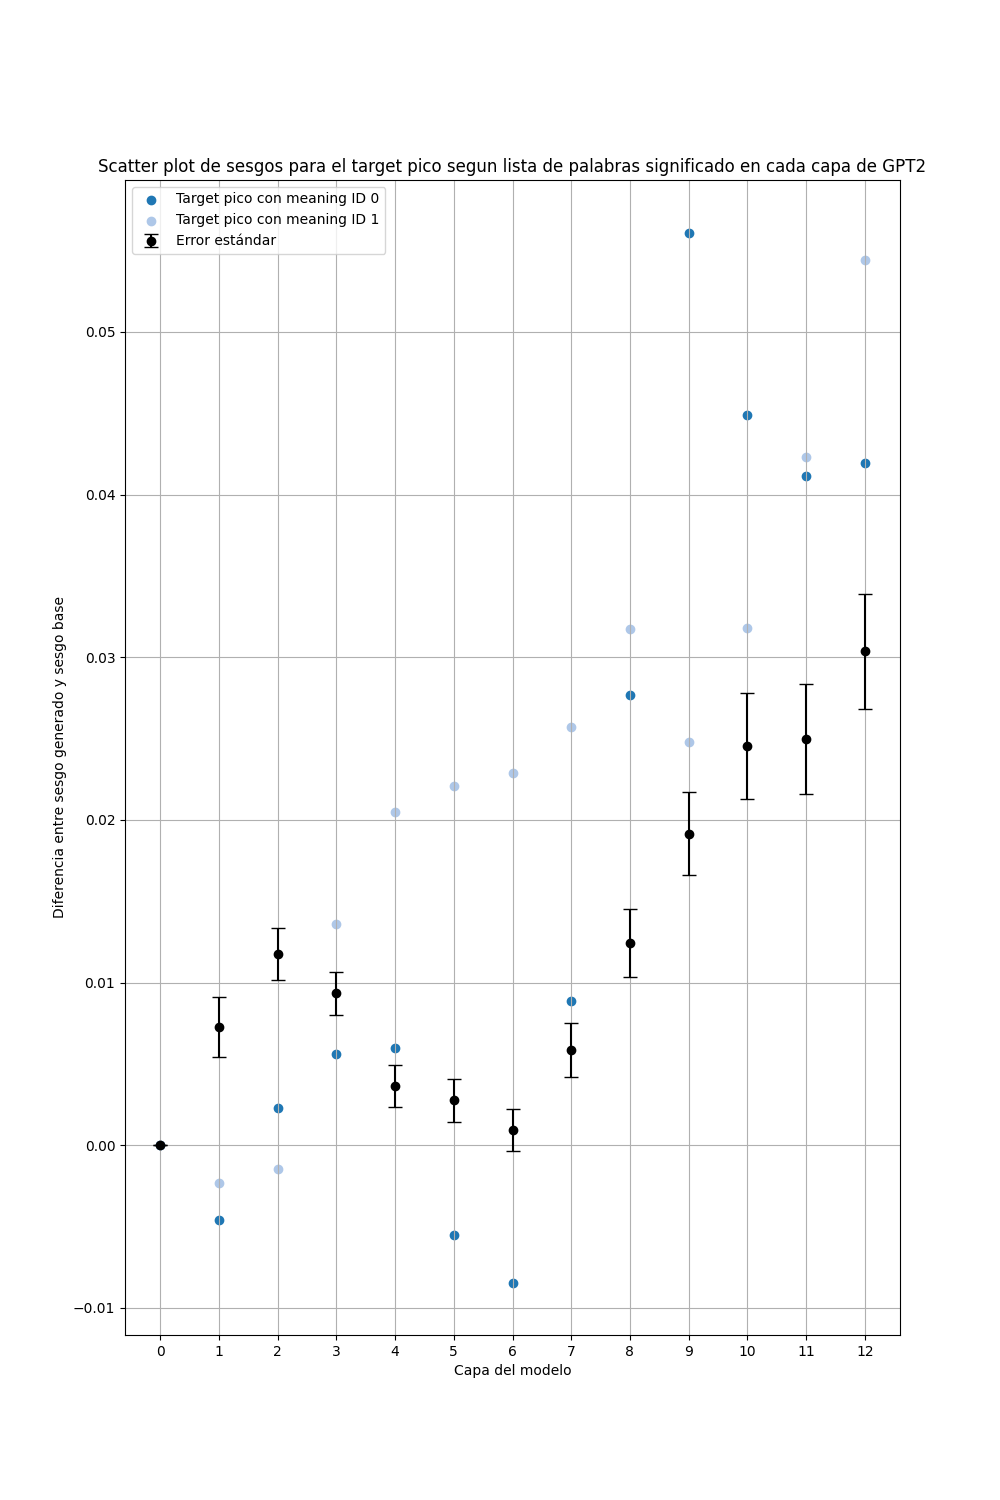 Scatter plot de sesgos para el target pico segun lista de palabras significado en cada capa de GPT2
Target pico con meaning ID 0
Target pico con meaning ID 1
Error estándar
Diferencia entre sesgo generado y sesgo base
0.05
0.04
0.03
0.02
0.01
0.00
−0.01
0 1 2 3 4 5 6 7 8 9 10 11 12
Capa del modelo